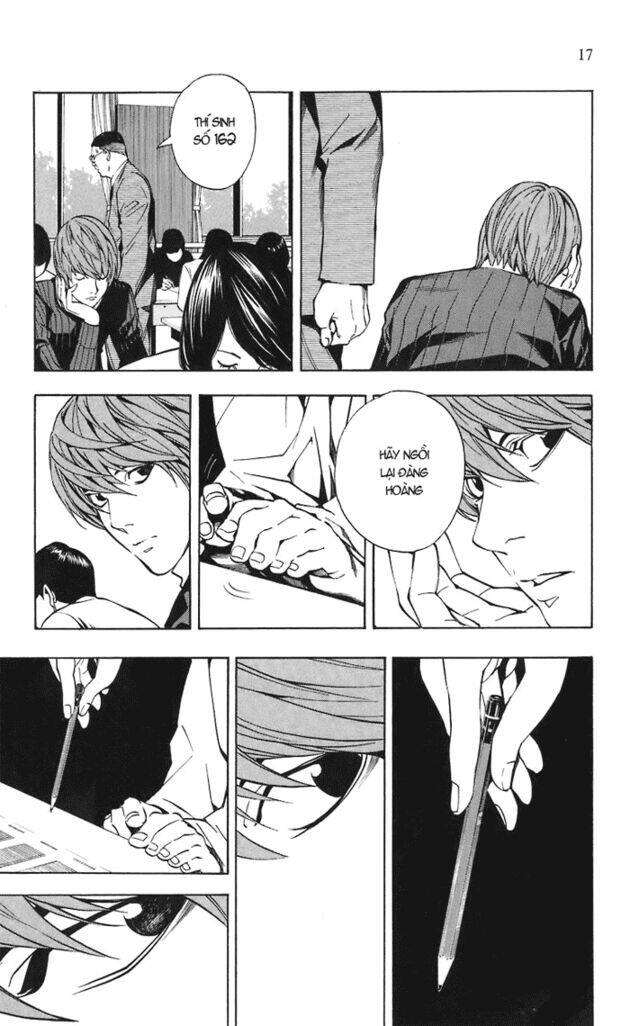 17
THÍ SINH
SỐ 162
HÃY NGỒI
LẠI ĐÀNG
HOÀNG